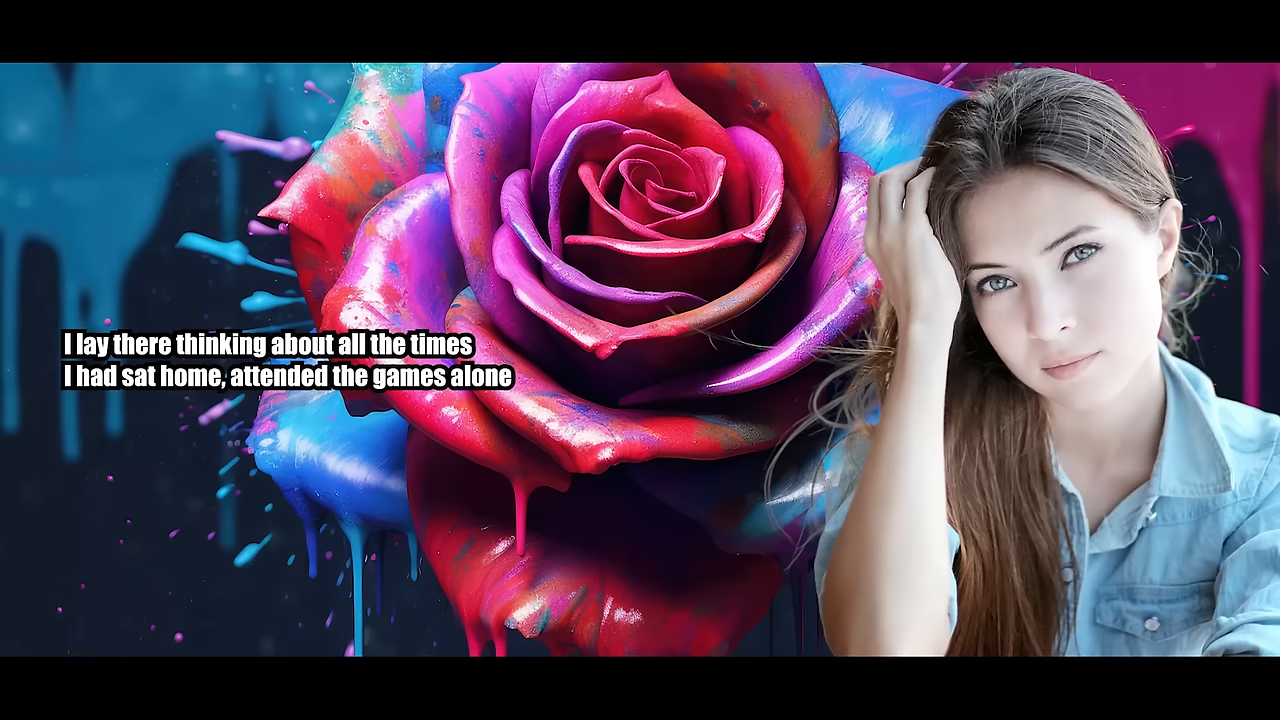 I lay there thinking about all the times
I had sat home, attended the games alone